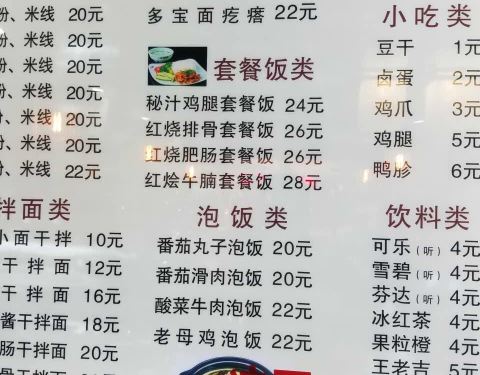 粉、米线 20元
粉、米线 20元
、米线 20元
粉、米线 20元
粉、米线 20元
粉、米线 20元
、米线 22元
拌面类
小面干拌 10元
干拌面 12元
干拌面 16元
酱干拌面 18元
肠干拌面 20元
干拌面
多宝面疙瘩 22元
套餐饭类
秘汁鸡腿套餐饭 24元
红烧排骨套餐饭 26元
红烧肥肠套餐饭 26元
红烩牛腩套餐饭 28元
泡饭类
番茄丸子泡饭 20元
番茄滑肉泡饭 20元
酸菜牛肉泡饭 22元
老母鸡泡饭 22元
小吃类
豆干 1元
卤蛋 2元
鸡爪 3元
鸡腿 5元
鸭胗 6元
饮料类
可乐(听) 4元
雪碧(听) 4元
芬达(听) 4元
冰红茶 4元
果粒橙 4元
王老吉 5元